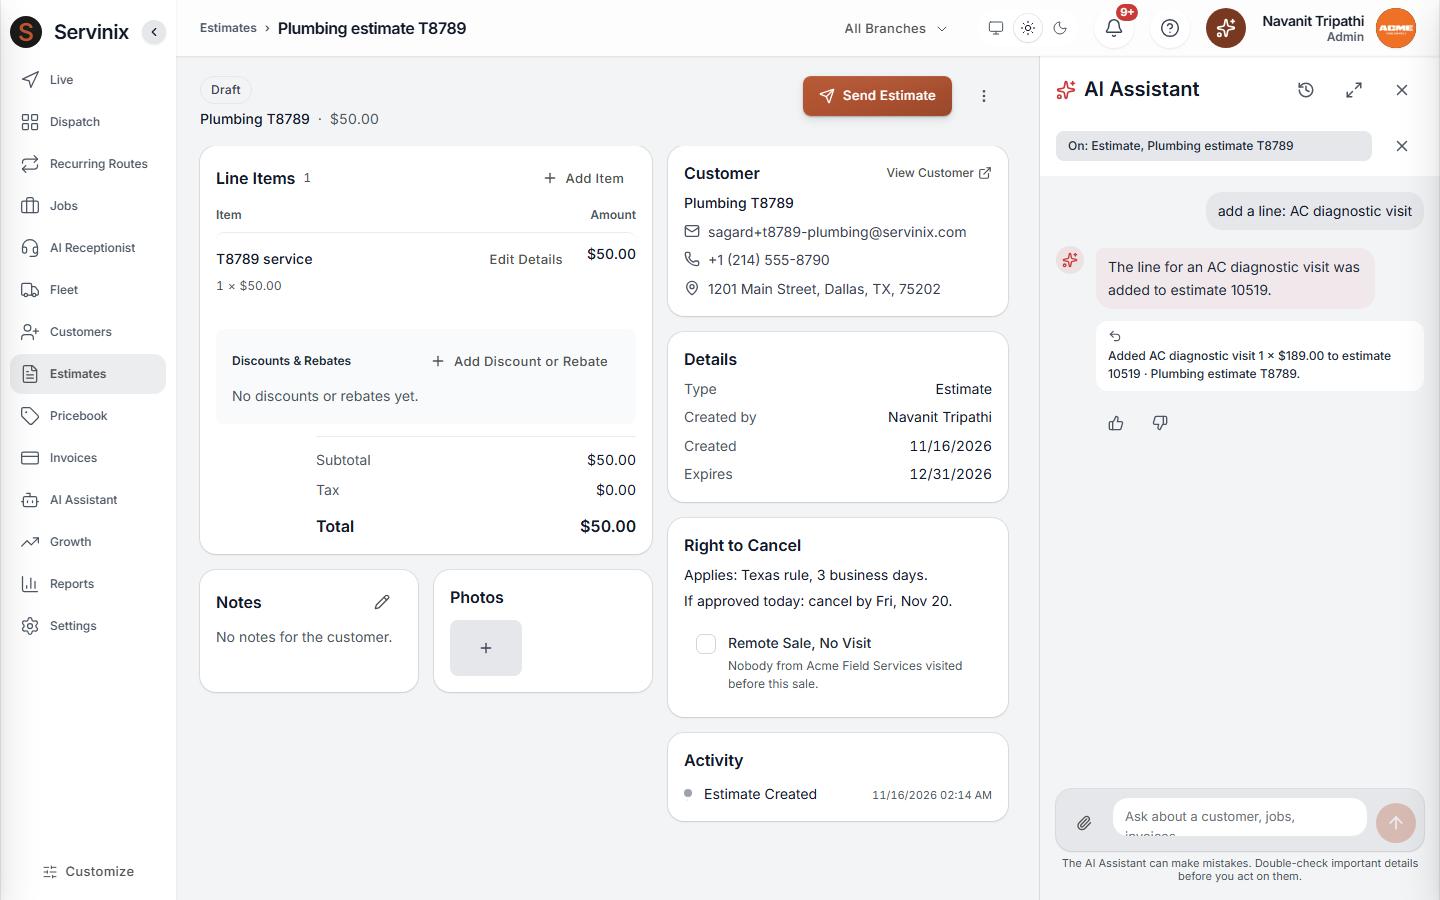 Servinix
Live
Dispatch
Recurring Routes
Jobs
AI Receptionist
Fleet
Customers
Estimates
Pricebook
Invoices
AI Assistant
Growth
Reports
Settings
Customize
Estimates › Plumbing estimate T8789
All Branches
9+
Navanit Tripathi
Admin
ACME
Draft
Plumbing T8789 · $50.00
Send Estimate
Line Items 1
+ Add Item
Item Amount
T8789 service Edit Details $50.00
1 × $50.00
Discounts & Rebates + Add Discount or Rebate
No discounts or rebates yet.
Subtotal $50.00
Tax $0.00
Total $50.00
Notes
No notes for the customer.
Photos
+
Customer View Customer
Plumbing T8789
sagard+t8789-plumbing@servinix.com
+1 (214) 555-8790
1201 Main Street, Dallas, TX, 75202
Details
Type Estimate
Created by Navanit Tripathi
Created 11/16/2026
Expires 12/31/2026
Right to Cancel
Applies: Texas rule, 3 business days.
If approved today: cancel by Fri, Nov 20.
Remote Sale, No Visit
Nobody from Acme Field Services visited
before this sale.
Activity
Estimate Created 11/16/2026 02:14 AM
AI Assistant
On: Estimate, Plumbing estimate T8789
add a line: AC diagnostic visit
The line for an AC diagnostic visit was
added to estimate 10519.
Added AC diagnostic visit 1 × $189.00 to estimate
10519 · Plumbing estimate T8789.
Ask about a customer, jobs,
The AI Assistant can make mistakes. Double-check important details
before you act on them.